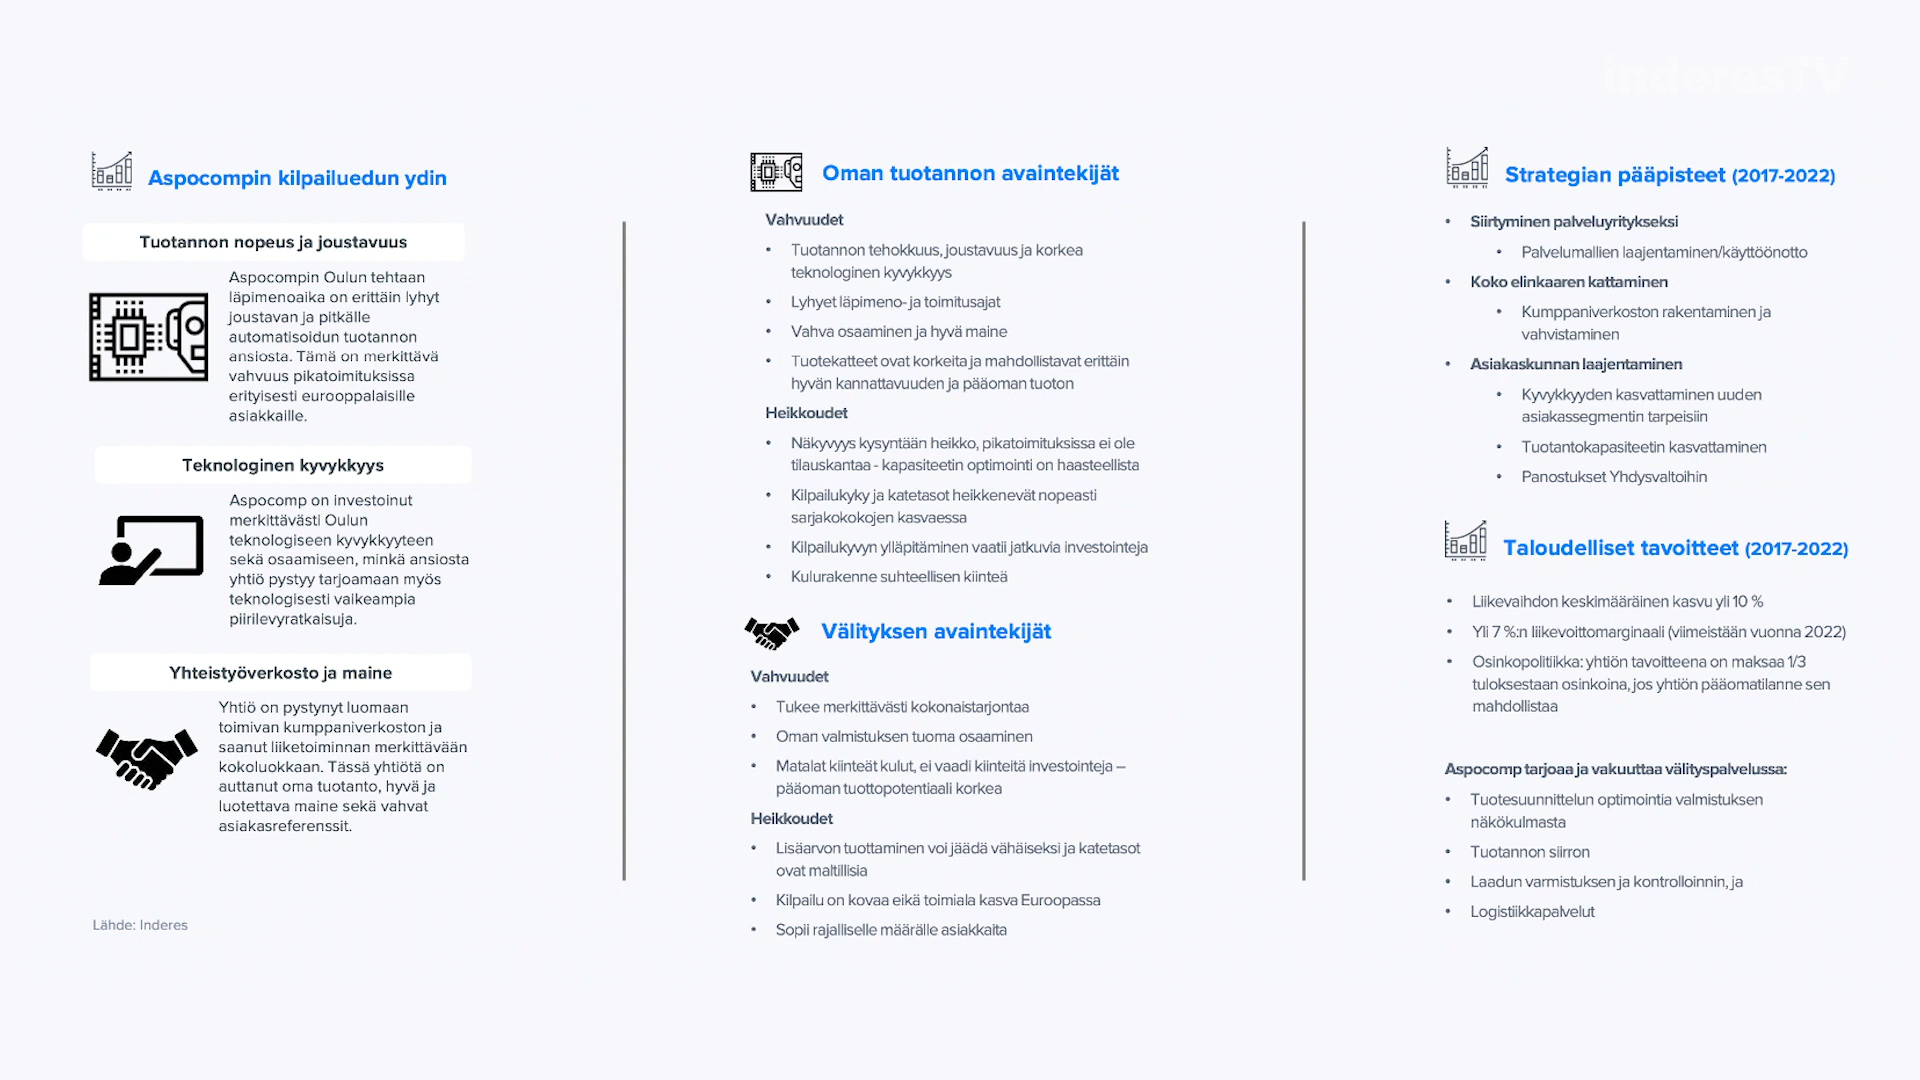 inderesTV
Aspocompin kilpailuedun ydin
Tuotannon nopeus ja joustavuus
Aspocompin Oulun tehtaan
läpimenoaika on erittäin lyhyt
joustavan ja pitkälle
automatisoidun tuotannon
ansiosta. Tämä on merkittävä
vahvuus pikatoimituksissa
erityisesti eurooppalaisille
asiakkaille.
Teknologinen kyvykkyys
Aspocomp on investoinut
merkittävästi Oulun
teknologiseen kyvykkyyteen
sekä osaamiseen, minkä ansiosta
yhtiö pystyy tarjoamaan myös
teknologisesti vaikeampia
piirilevyratkaisuja.
Yhteistyöverkosto ja maine
Yhtiö on pystynyt luomaan
toimivan kumppaniverkoston ja
saanut liiketoiminnan merkittävään
kokoluokkaan. Tässä yhtiötä on
auttanut oma tuotanto, hyvä ja
luotettava maine sekä vahvat
asiakasreferenssit.
Lähde: Inderes
Oman tuotannon avaintekijät
Vahvuudet
• Tuotannon tehokkuus, joustavuus ja korkea
teknologinen kyvykkyys
• Lyhyet läpimeno- ja toimitusajat
• Vahva osaaminen ja hyvä maine
• Tuotekatteet ovat korkeita ja mahdollistavat erittäin
hyvän kannattavuuden ja pääoman tuoton
Heikkoudet
• Näkyvyys kysyntään heikko, pikatoimituksissa ei ole
tilauskantaa - kapasiteetin optimointi on haasteellista
• Kilpailukyky ja katetasot heikkenevät nopeasti
sarjakokokojen kasvaessa
• Kilpailukyvyn ylläpitäminen vaatii jatkuvia investointeja
• Kulurakenne suhteellisen kiinteä
Välityksen avaintekijät
Vahvuudet
• Tukee merkittävästi kokonaistarjontaa
• Oman valmistuksen tuoma osaaminen
• Matalat kiinteät kulut, ei vaadi kiinteitä investointeja –
pääoman tuottopotentiaali korkea
Heikkoudet
• Lisäarvon tuottaminen voi jäädä vähäiseksi ja katetasot
ovat maltillisia
• Kilpailu on kovaa eikä toimiala kasva Euroopassa
• Sopii rajalliselle määrälle asiakkaita
Strategian pääpisteet (2017-2022)
• Siirtyminen palveluyritykseksi
• Palvelumallien laajentaminen/käyttöönotto
• Koko elinkaaren kattaminen
• Kumppaniverkoston rakentaminen ja
vahvistaminen
• Asiakaskunnan laajentaminen
• Kyvykkyyden kasvattaminen uuden
asiakassegmentin tarpeisiin
• Tuotantokapasiteetin kasvattaminen
• Panostukset Yhdysvaltoihin
Taloudelliset tavoitteet (2017-2022)
• Liikevaihdon keskimääräinen kasvu yli 10 %
• Yli 7 %:n liikevoittomarginaali (viimeistään vuonna 2022)
• Osinkopolitiikka: yhtiön tavoitteena on maksaa 1/3
tuloksestaan osinkoina, jos yhtiön pääomatilanne sen
mahdollistaa
Aspocomp tarjoaa ja vakuuttaa välityspalvelussa:
• Tuotesuunnittelun optimointia valmistuksen
näkökulmasta
• Tuotannon siirron
• Laadun varmistuksen ja kontrolloinnin, ja
• Logistiikkapalvelut